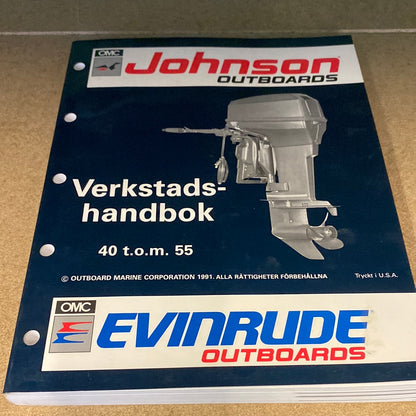 OMC
Johnson
OUTBOARDS
Verkstads-
handbok
40 t.o.m. 55
© OUTBOARD MARINE CORPORATION 1991. ALLA RÄTTIGHETER FÖRBEHÅLLNA
Tryckt i U.S.A.
OMC
EVINRUDE
OUTBOARDS